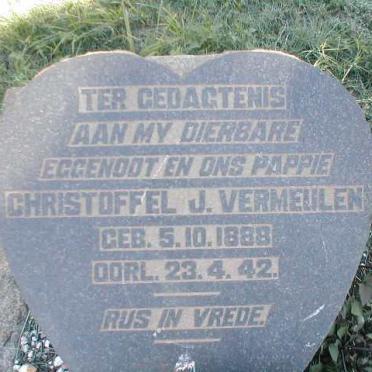 TER GEDAGTENIS
AAN MY DIERBARE
EGGENOOT EN ONS PAPPIE
CHRISTOFFEL J. VERMEULEN
GEB. 5.10.1888
OORL. 23.4.42.
RUS IN VREDE.